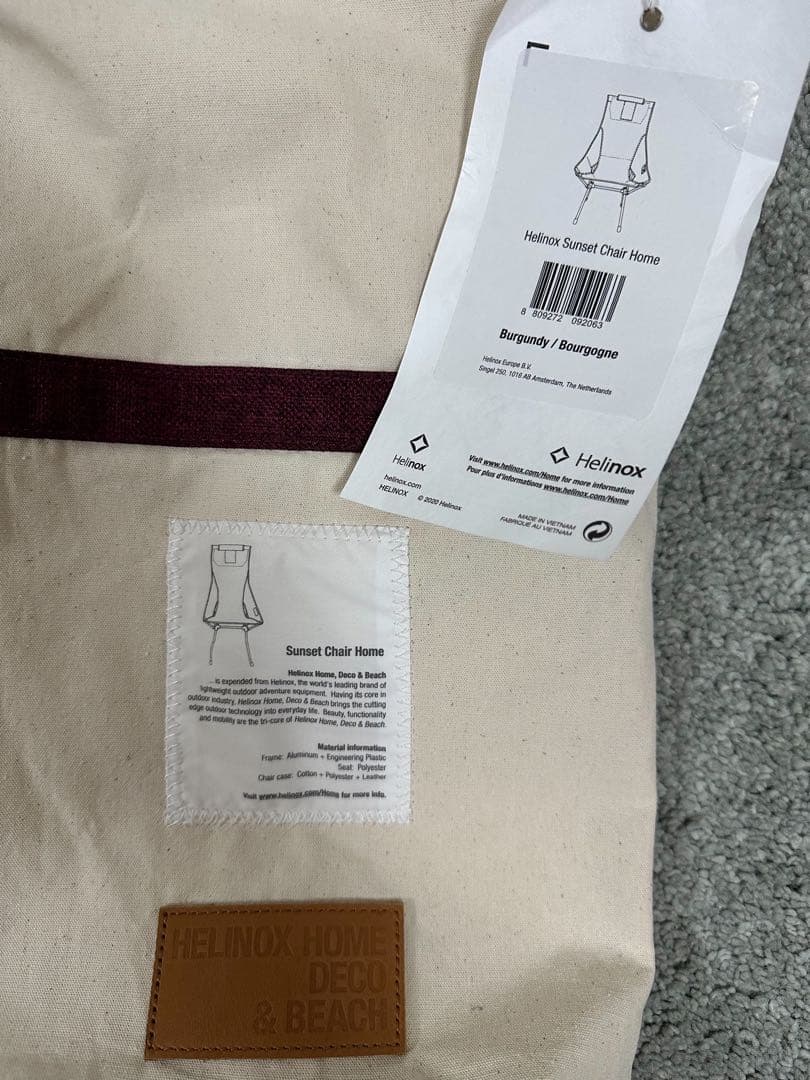 Helinox Sunset Chair Home
8 809272 092063
Burgundy / Bourgogne
Helinox Europe B.V.
Singel 250, 1016 AB Amsterdam, The Netherlands
Helinox
helinox.com
HELINOX © 2020 Helinox
Helinox
Visit www.helinox.com/Home for more information
Pour plus d'informations www.helinox.com/Home
MADE IN VIETNAM
FABRIQUÉ AU VIETNAM
Sunset Chair Home
Helinox Home, Deco & Beach
... is expended from Helinox, the world's leading brand of
lightweight outdoor adventure equipment. Having its core in
outdoor industry, Helinox Home, Deco & Beach brings the cutting
edge outdoor technology into everyday life. Beauty, functionality
and mobility are the tri-core of Helinox Home, Deco & Beach.
Material information
Frame: Aluminum + Engineering Plastic
Seat: Polyester
Chair case: Cotton + Polyester + Leather
Visit www.helinox.com/Home for more info.
HELINOX HOME
DECO
& BEACH